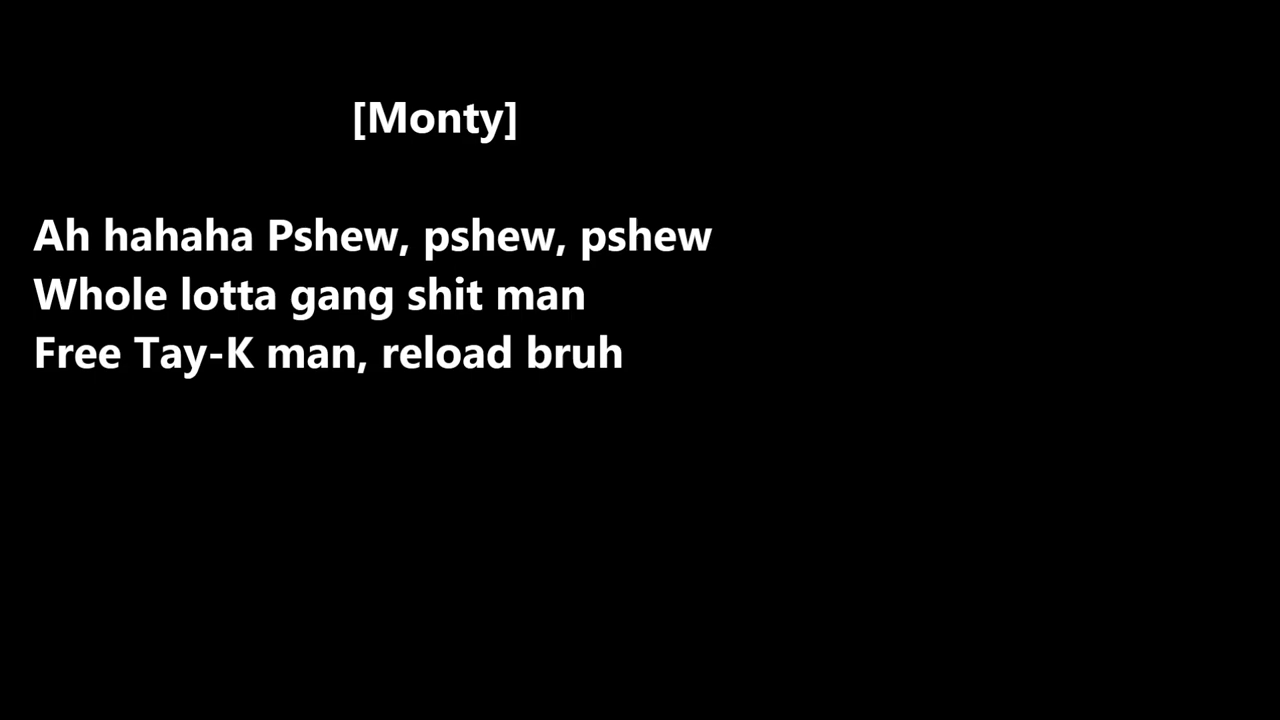 [Monty]
Ah hahaha Pshew, pshew, pshew
Whole lotta gang shit man
Free Tay-K man, reload bruh